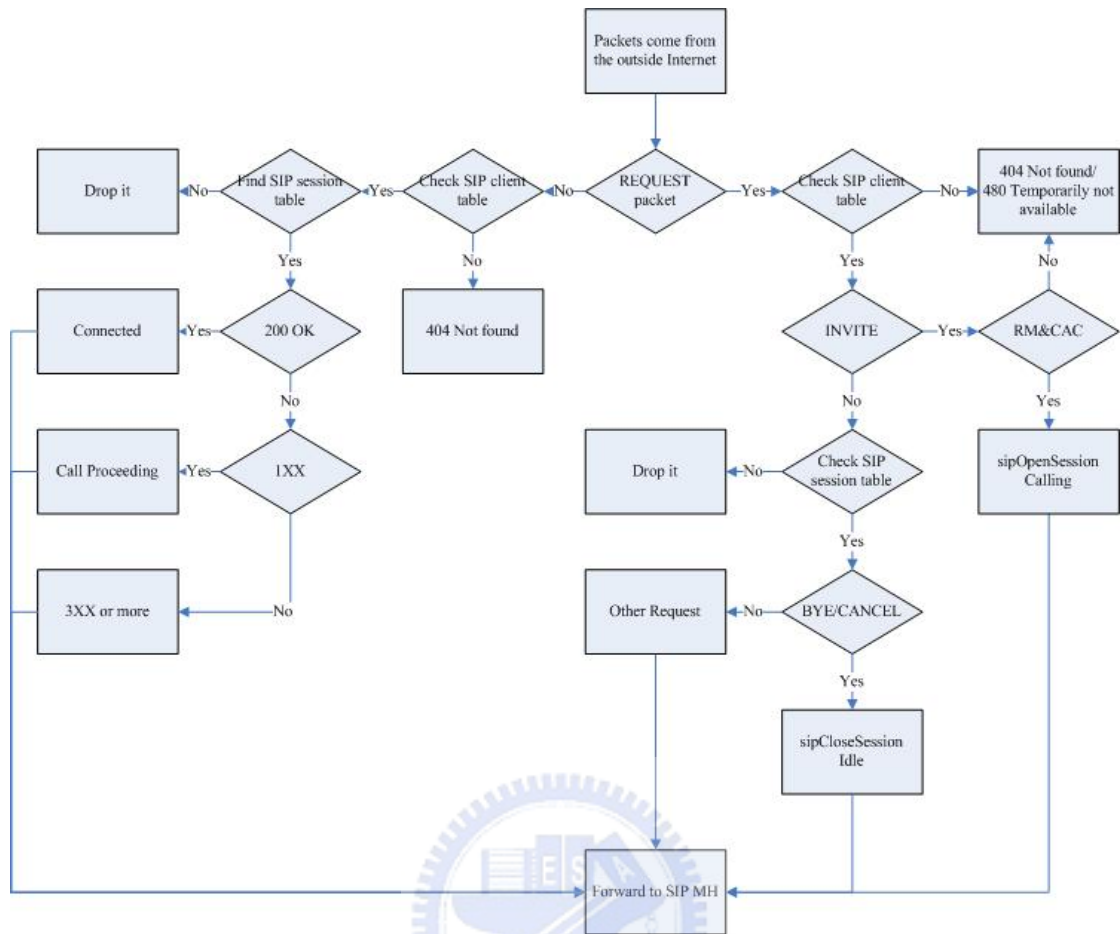 Packets come from
the outside Internet
Drop it
No
Find SIP session
table
Yes
Check SIP client
table
No
REQUEST
packet
Yes
Check SIP client
table
No
404 Not found/
480 Temporarily not
available
Yes
No
Yes
No
Connected
Yes
200 OK
404 Not found
INVITE
Yes
RM&CAC
No
No
Yes
Call Proceeding
Yes
1XX
Drop it
No
Check SIP
session table
sipOpenSession
Calling
Yes
3XX or more
No
Other Request
No
BYE/CANCEL
Yes
sipCloseSession
Idle
E S A
Forward to SIP MH